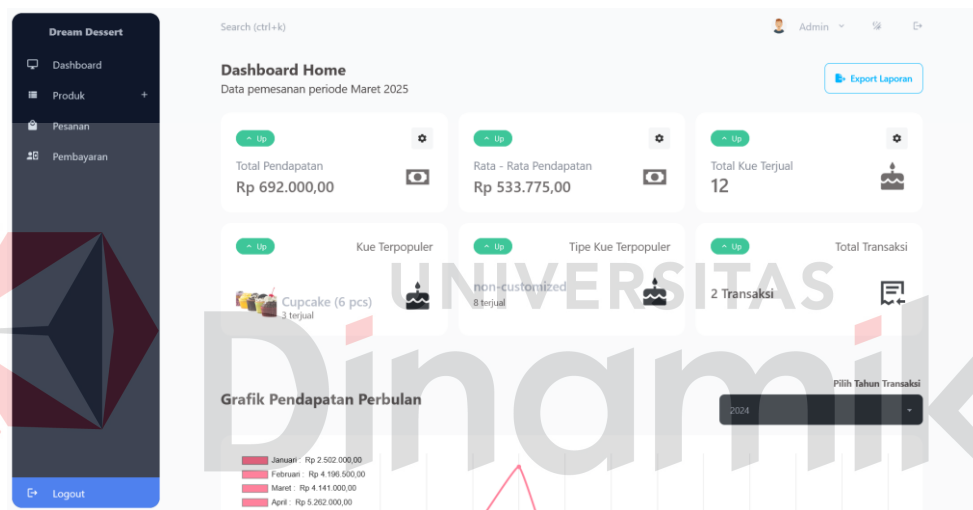 Dream Dessert
Dashboard
Produk +
Pesanan
Pembayaran
Logout
Search (ctrl+k)
Admin
Dashboard Home
Data pemesanan periode Maret 2025
Export Laporan
Up
Total Pendapatan
Rp 692.000,00
Up
Rata - Rata Pendapatan
Rp 533.775,00
Up
Total Kue Terjual
12
Up
Kue Terpopuler
Cupcake (6 pcs)
3 terjual
Up
Tipe Kue Terpopuler
non-customized
8 terjual
Up
Total Transaksi
2 Transaksi
UNIVERSITAS
Dinamik
Grafik Pendapatan Perbulan
Pilih Tahun Transaksi
2024
Januari : Rp 2.502.000,00
Februari : Rp 4.196.500,00
Maret : Rp 4.141.000,00
April : Rp 5.262.000,00